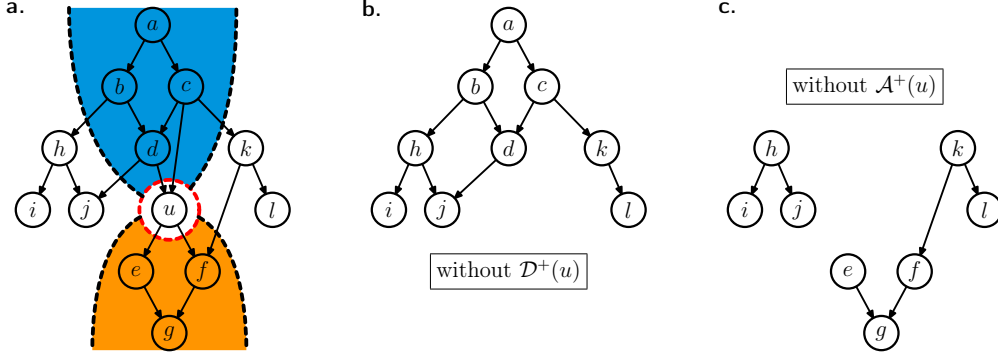 a.
b.
c.
a
b
c
h
d
k
i
j
u
l
e
f
g
a
b
c
h
d
k
i
j
l
without 𝒟⁺(u)
without 𝒜⁺(u)
h
k
i
j
l
e
f
g